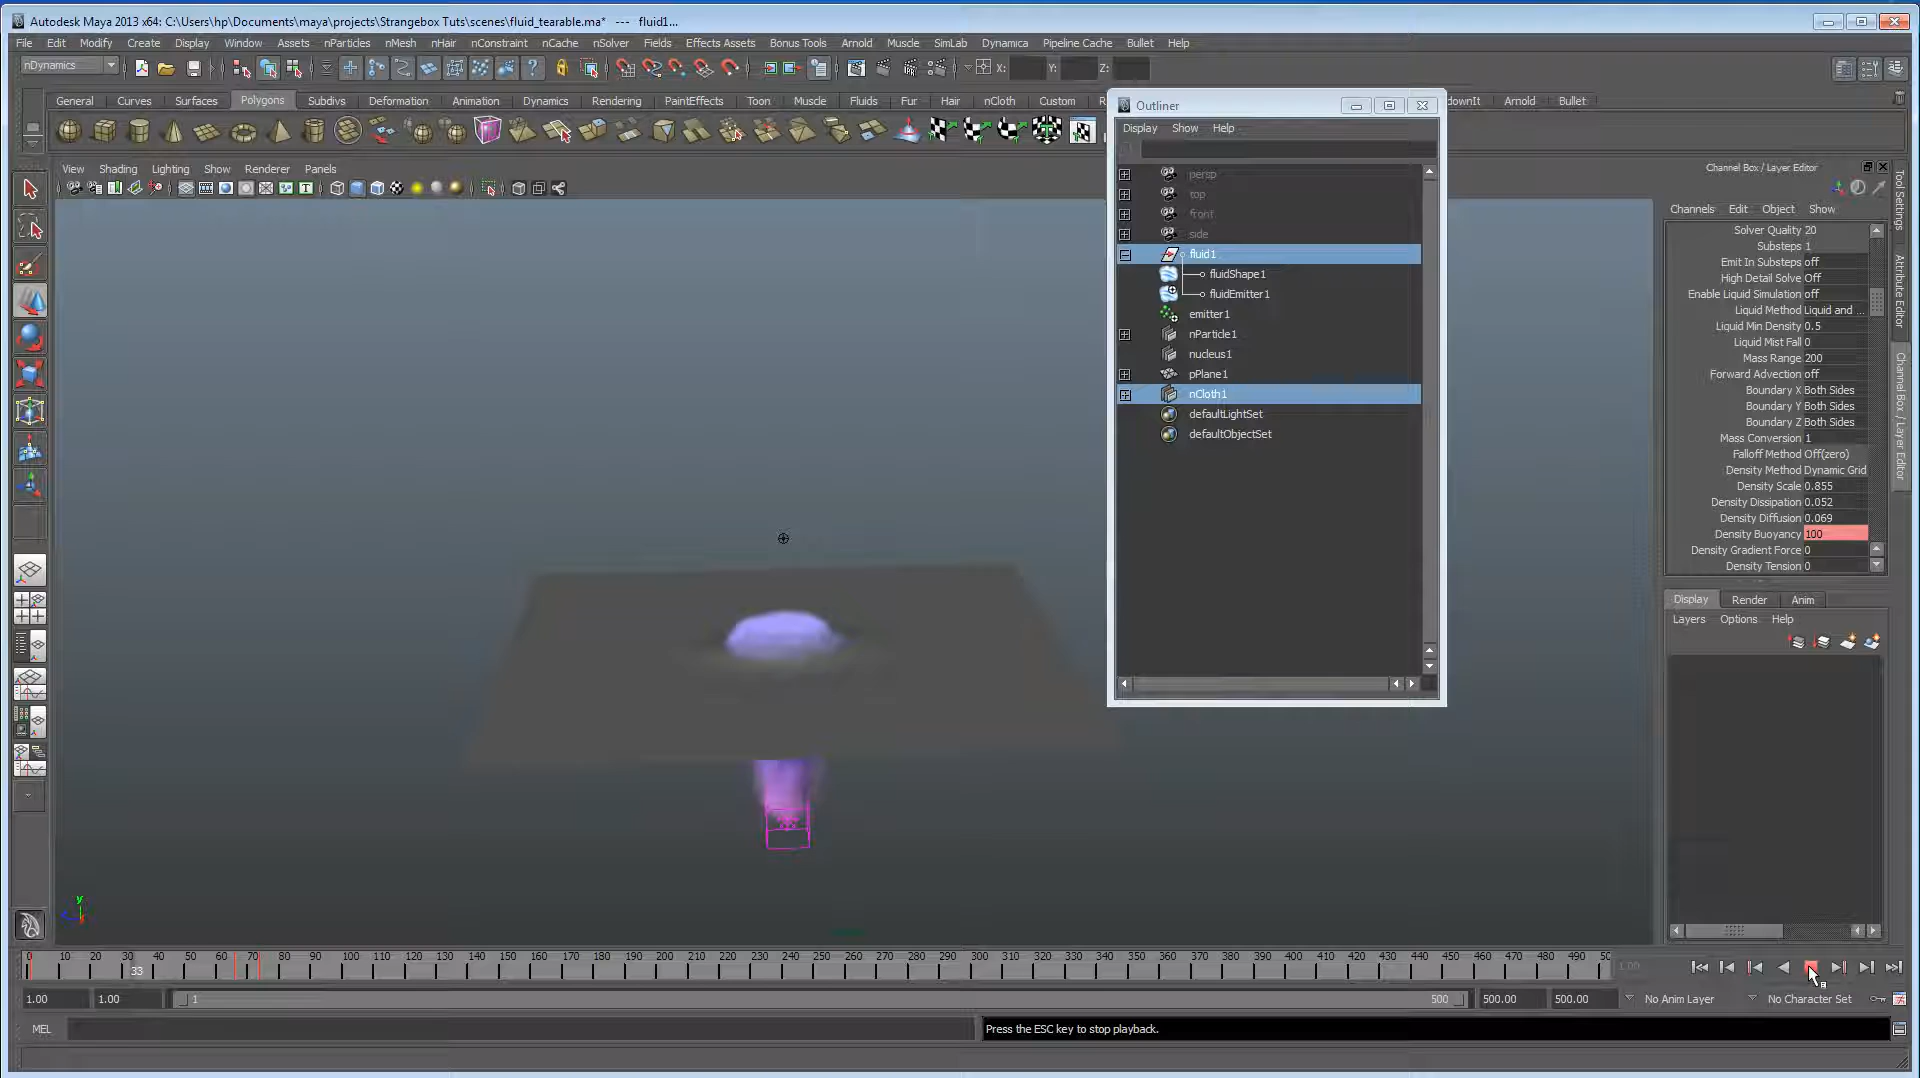 Autodesk Maya 2013 x64: C:\Users\hp\Documents\maya\projects\Strangebox Tuts\scenes\fluid_tearable.ma* --- fluid1...
File Edit Modify Create Display Window Assets nParticles nMesh nHair nConstraint nCache nSolver Fields Effects Assets Bonus Tools Arnold Muscle SimLab Dynamica Pipeline Cache Bullet Help
nDynamics X: Y: Z:
General Curves Surfaces Polygons Subdivs Deformation Animation Dynamics Rendering PaintEffects Toon Muscle Fluids Fur Hair nCloth Custom Arnold Bullet
View Shading Lighting Show Renderer Panels
Outliner
Display Show Help
persp
top
front
side
fluid1
fluidShape1
fluidEmitter1
emitter1
nParticle1
nucleus1
pPlane1
nCloth1
defaultLightSet
defaultObjectSet
Channel Box / Layer Editor
Channels Edit Object Show
Solver Quality 20
Substeps 1
Emit In Substeps off
High Detail Solve Off
Enable Liquid Simulation off
Liquid Method Liquid and ...
Liquid Min Density 0.5
Liquid Mist Fall 0
Mass Range 200
Forward Advection off
Boundary X Both Sides
Boundary Y Both Sides
Boundary Z Both Sides
Mass Conversion 1
Falloff Method Off(zero)
Density Method Dynamic Grid
Density Scale 0.855
Density Dissipation 0.052
Density Diffusion 0.069
Density Buoyancy 100
Density Gradient Force 0
Density Tension 0
Tool Settings
Attribute Editor
Channel Box / Layer Editor
Display Render Anim
Layers Options Help
y
0 10 20 30 40 50 60 70 80 90 100 110 120 130 140 150 160 170 180 190 200 210 220 230 240 250 260 270 280 290 300 310 320 330 340 350 360 370 380 390 400 410 420 430 440 450 460 470 480 490 50
33
1.00
1.00 1.00 1 500 500.00 500.00 No Anim Layer No Character Set
MEL Press the ESC key to stop playback.